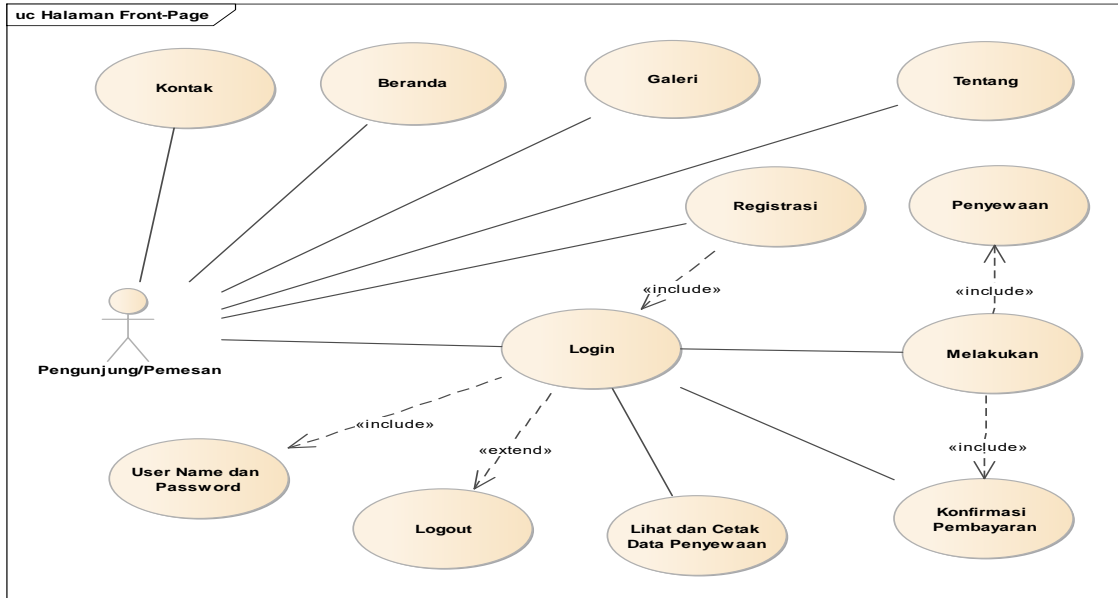 uc Halaman Front-Page
Kontak
Beranda
Galeri
Tentang
Registrasi
Penyewaan
«include»
«include»
Login
Melakukan
Pengunjung/Pemesan
«include»
«extend»
«include»
User Name dan
Password
Logout
Lihat dan Cetak
Data Penyewaan
Konfirmasi
Pembayaran